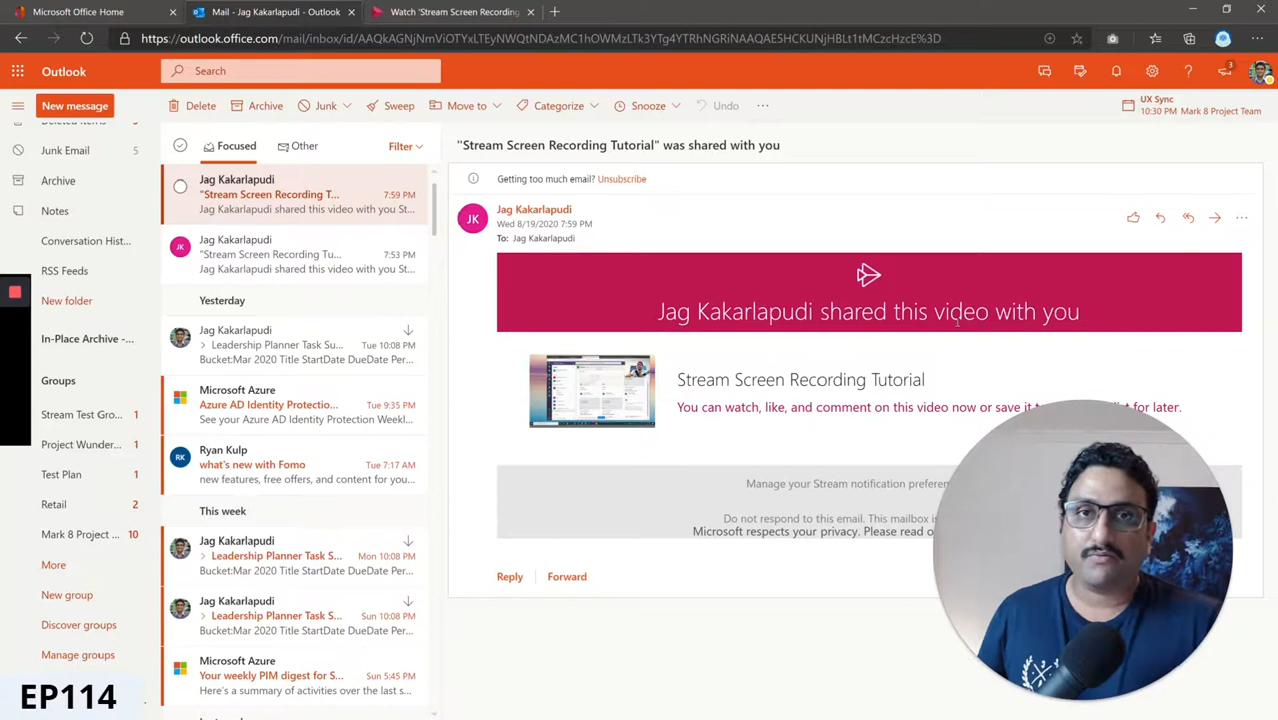 Microsoft Office Home
Mail - Jag Kakarlapudi - Outlook
Watch 'Stream Screen Recording
https://outlook.office.com/mail/inbox/id/AAQkAGNjNmViOTYxLTEyNWQtNDAzMC1hOWMzLTk3YTg4YTRhNGRiNAAQAE5HCKUNjHBLt1tMCzcHzcE%3D
Outlook
Search
3
New message
Delete
Archive
Junk
Sweep
Move to
Categorize
Snooze
Undo
UX Sync
10:30 PM Mark 8 Project Team
Deleted Items
Junk Email 5
Archive
Notes
Conversation Hist...
RSS Feeds
New folder
In-Place Archive -...
Groups
Stream Test Gro... 1
Project Wunder... 1
Test Plan 1
Retail 2
Mark 8 Project ... 10
More
New group
Discover groups
Manage groups
EP114
Focused
Other
Filter
Jag Kakarlapudi
"Stream Screen Recording T... 7:59 PM
Jag Kakarlapudi shared this video with you St...
JK
Jag Kakarlapudi
"Stream Screen Recording Tu... 7:53 PM
Jag Kakarlapudi shared this video with you St...
Yesterday
Jag Kakarlapudi
Leadership Planner Task Su... Tue 10:08 PM
Bucket:Mar 2020 Title StartDate DueDate Per...
Microsoft Azure
Azure AD Identity Protectio... Tue 9:35 PM
See your Azure AD Identity Protection Weekl...
RK
Ryan Kulp
what's new with Fomo Tue 7:17 AM
new features, free offers, and content for you...
This week
Jag Kakarlapudi
Leadership Planner Task S... Mon 10:08 PM
Bucket:Mar 2020 Title StartDate DueDate Per...
Jag Kakarlapudi
Leadership Planner Task S... Sun 10:08 PM
Bucket:Mar 2020 Title StartDate DueDate Per...
Microsoft Azure
Your weekly PIM digest for S... Sun 5:45 PM
Here's a summary of activities over the last s...
"Stream Screen Recording Tutorial" was shared with you
Getting too much email? Unsubscribe
JK
Jag Kakarlapudi
Wed 8/19/2020 7:59 PM
To: Jag Kakarlapudi
Jag Kakarlapudi shared this video with you
Stream Screen Recording Tutorial
You can watch, like, and comment on this video now or save it to for later.
Manage your Stream notification
Do not respond to this email. This mailbox is
Microsoft respects your privacy. Please read
Reply
Forward